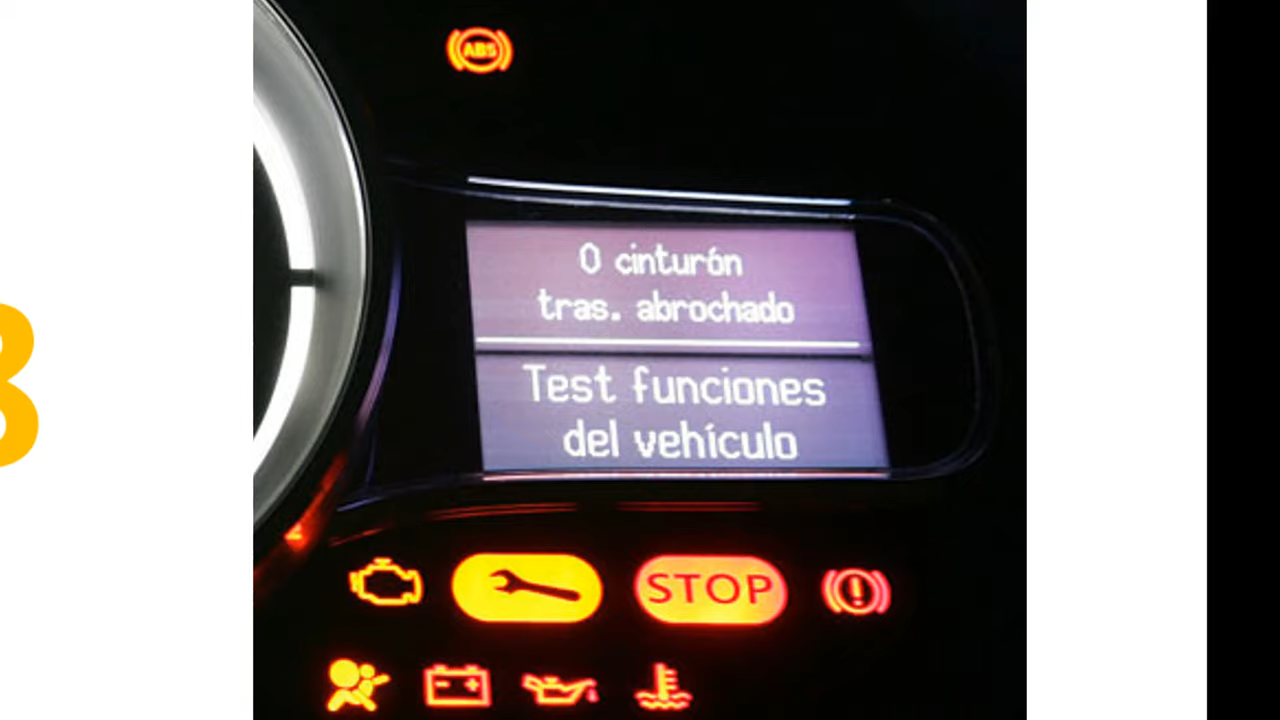 ABS
0 cinturón
tras. abrochado
Test funciones
del vehículo
STOP